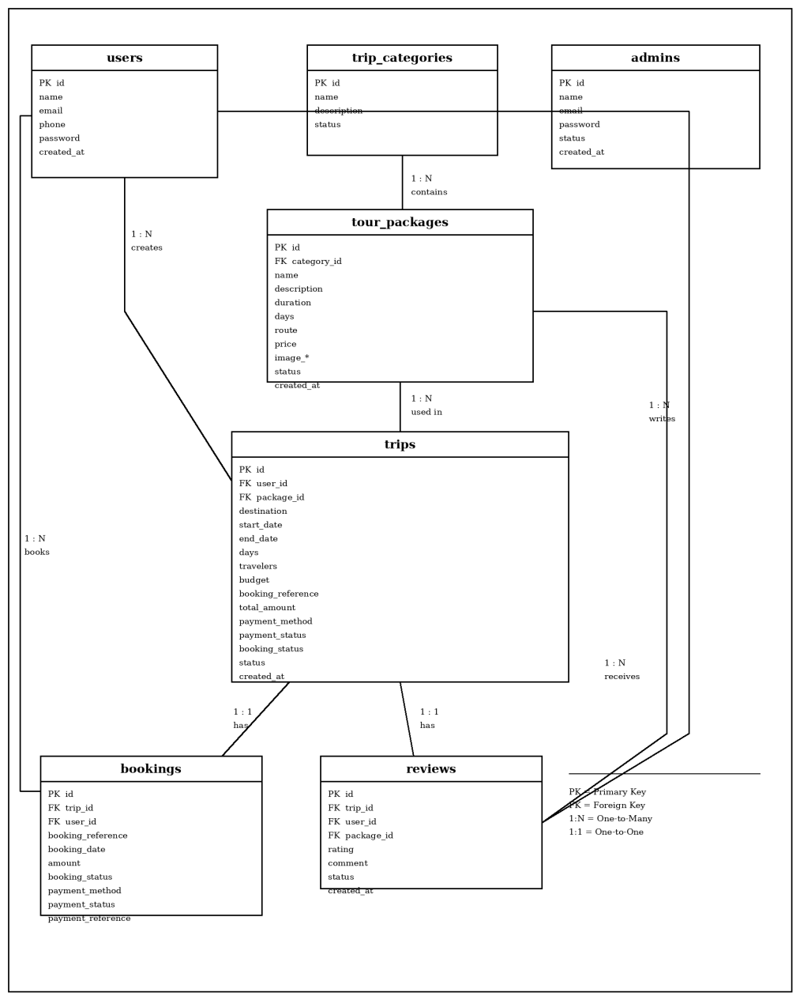 users
PK  id
name
email
phone
password
created_at
trip_categories
PK  id
name
description
status
admins
PK  id
name
email
password
status
created_at
1 : N
contains
1 : N
creates
tour_packages
PK  id
FK  category_id
name
description
duration
days
route
price
image_*
status
created_at
1 : N
used in
1 : N
writes
trips
PK  id
FK  user_id
FK  package_id
destination
start_date
end_date
days
travelers
budget
booking_reference
total_amount
payment_method
payment_status
booking_status
status
created_at
1 : N
books
1 : N
receives
1 : 1
has
1 : 1
has
bookings
PK  id
FK  trip_id
FK  user_id
booking_reference
booking_date
amount
booking_status
payment_method
payment_status
payment_reference
reviews
PK  id
FK  trip_id
FK  user_id
FK  package_id
rating
comment
status
created_at
PK = Primary Key
FK = Foreign Key
1:N = One-to-Many
1:1 = One-to-One